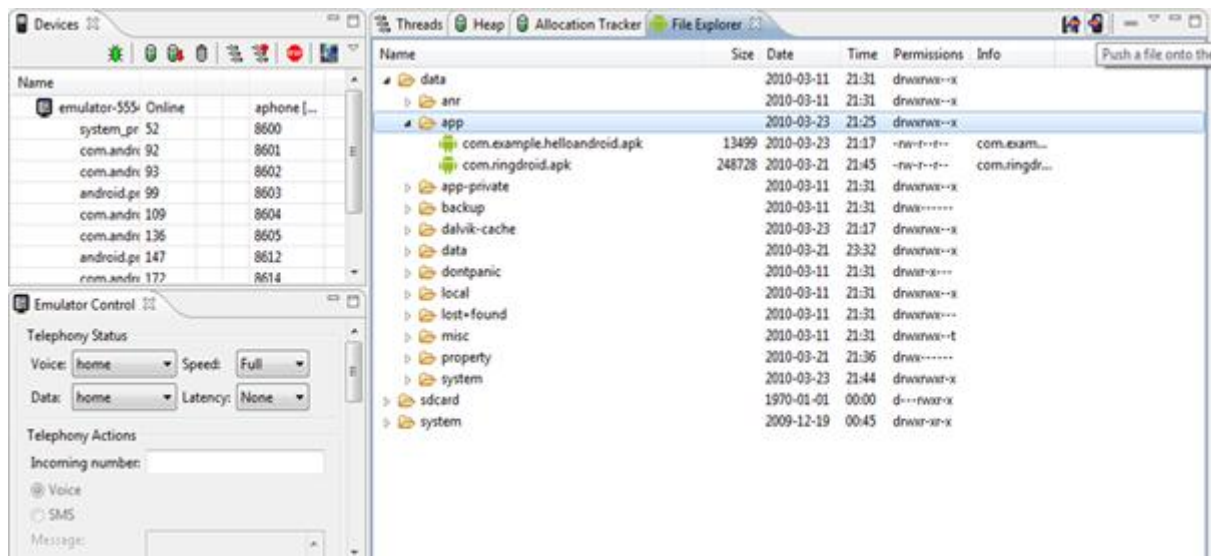 Devices
Name
emulator-555 Online aphone [...
system_pr 52 8600
com.andr 92 8601
com.andr 93 8602
android.pr 99 8603
com.andr 109 8604
com.andr 136 8605
android.pr 147 8612
com.andr 172 8614
Emulator Control
Telephony Status
Voice: home Speed: Full
Data: home Latency: None
Telephony Actions
Incoming number:
Voice
SMS
Message:
Threads Heap Allocation Tracker File Explorer
Name Size Date Time Permissions Info
Push a file onto the
data 2010-03-11 21:31 drwxrwx--x
anr 2010-03-11 21:31 drwxrwx--x
app 2010-03-23 21:25 drwxrwx--x
com.example.helloandroid.apk 13499 2010-03-23 21:17 -rw-r--r-- com.exam...
com.ringdroid.apk 248728 2010-03-21 21:45 -rw-r--r-- com.ringdr...
app-private 2010-03-11 21:31 drwxrwx--x
backup 2010-03-11 21:31 drwx------
dalvik-cache 2010-03-23 21:17 drwxrwx--x
data 2010-03-21 23:32 drwxrwx--x
dontpanic 2010-03-11 21:31 drwxr-x---
local 2010-03-11 21:31 drwxrwx--x
lost+found 2010-03-11 21:31 drwxrwx---
misc 2010-03-11 21:31 drwxrwx--t
property 2010-03-21 21:36 drwx------
system 2010-03-23 21:44 drwxrwxr-x
sdcard 1970-01-01 00:00 d---rwxr-x
system 2009-12-19 00:45 drwxr-xr-x